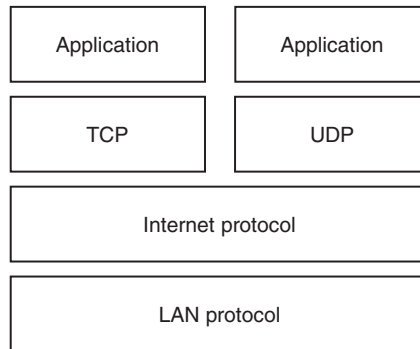 Application Application
TCP UDP
Internet protocol
LAN protocol